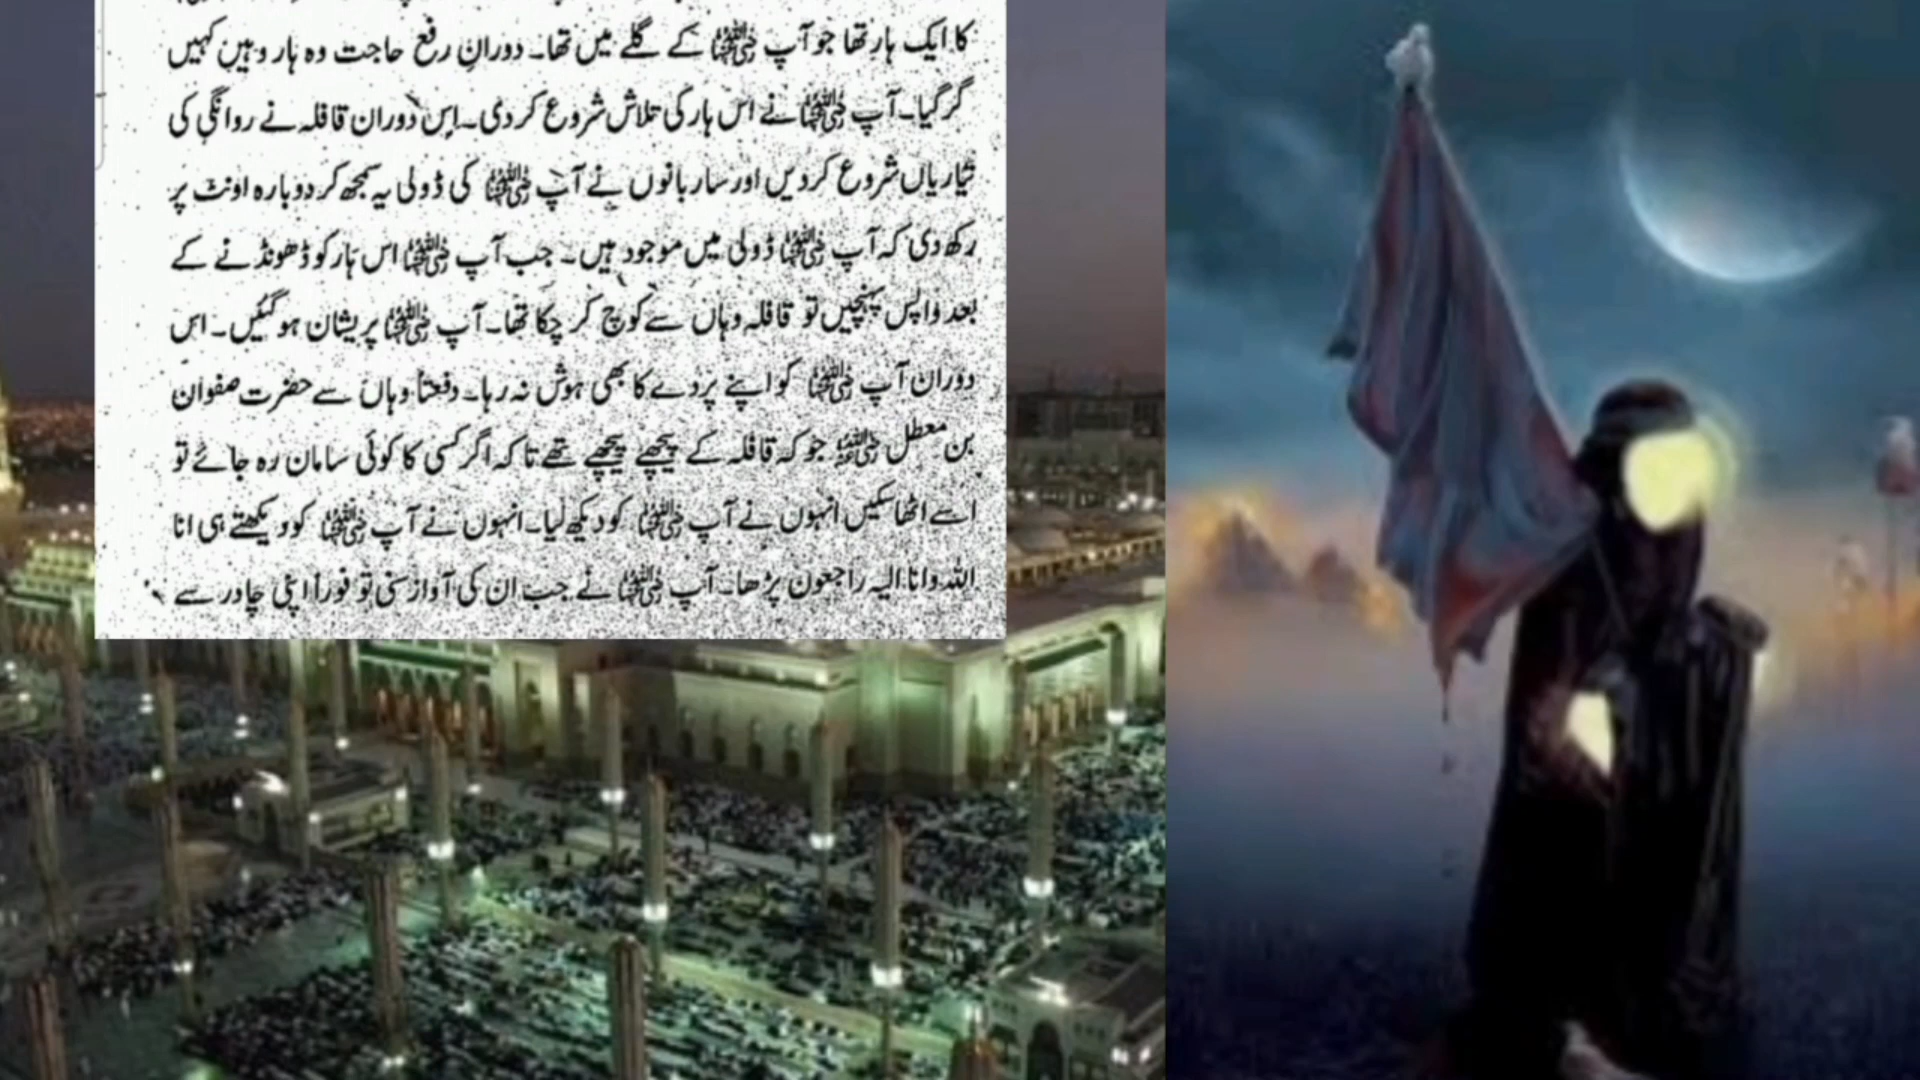 کا ایک ہار تھا جو آپ رضی اللہ عنہا کے گلے میں تھا۔ دوران رفع حاجت وہ ہار وہیں کہیں
گر گیا۔ آپ رضی اللہ عنہا نے اس ہار کی تلاش شروع کر دی۔ اس دوران قافلہ نے روانگی کی
تیاریاں شروع کر دیں اور ساربانوں نے آپ رضی اللہ عنہا کی ڈولی یہ سمجھ کر دوبارہ اونٹ پر
رکھ دی کہ آپ رضی اللہ عنہا ڈولی میں موجود ہیں۔ جب آپ رضی اللہ عنہا اس ہار کو ڈھونڈنے کے
بعد واپس پہنچیں تو قافلہ وہاں سے کوچ کر چکا تھا۔ آپ رضی اللہ عنہا پریشان ہو گئیں۔ اس
دوران آپ رضی اللہ عنہا کو اپنے پردے کا بھی ہوش نہ رہا۔ دفعتاً وہاں سے حضرت صفوان
بن معطل رضی اللہ عنہ جو کہ قافلہ کے پیچھے پیچھے تھے تاکہ اگر کسی کا کوئی سامان رہ جائے تو
اسے اٹھا سکیں انہوں نے آپ رضی اللہ عنہا کو دیکھ لیا۔ انہوں نے آپ رضی اللہ عنہا کو دیکھتے ہی انا
اللہ وانا الیہ راجعون پڑھا۔ آپ رضی اللہ عنہا نے جب ان کی آواز سنی تو فوراً اپنی چادر سے